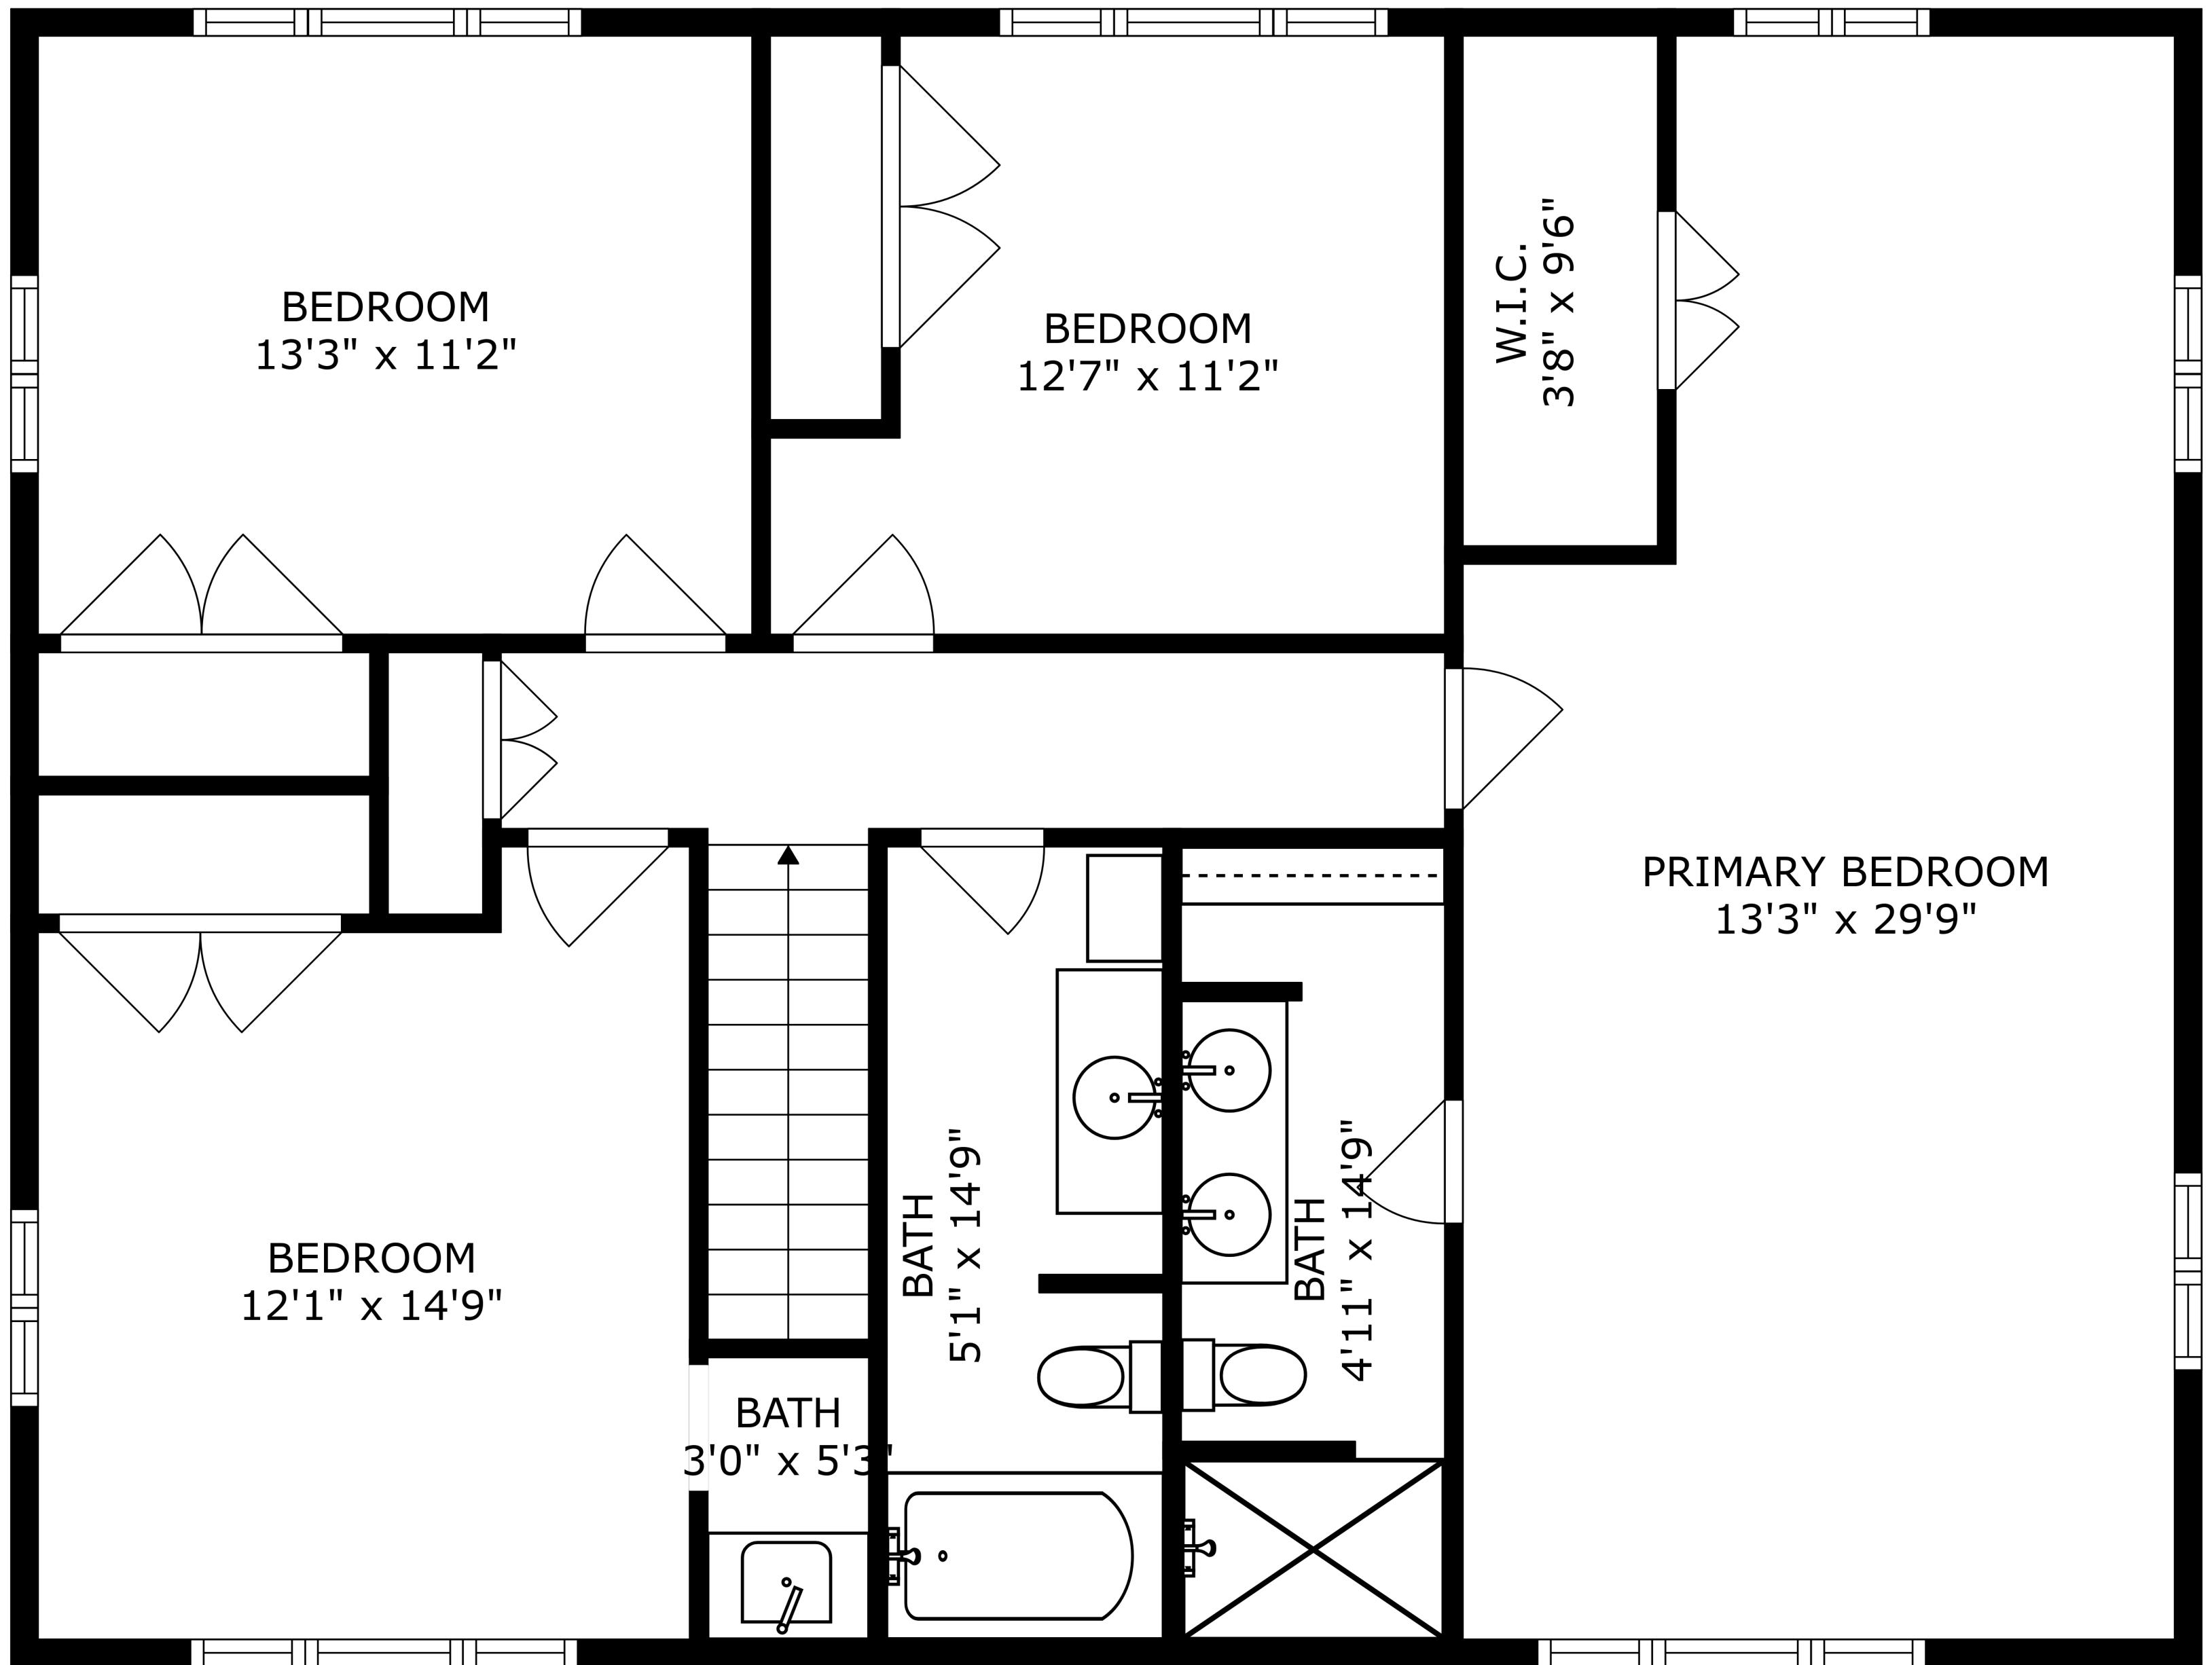 BEDROOM
13'3" x 11'2"
BEDROOM
12'7" x 11'2"
W.I.C.
3'8" x 9'6"
PRIMARY BEDROOM
13'3" x 29'9"
BEDROOM
12'1" x 14'9"
BATH
5'1" x 14'9"
BATH
4'11" x 14'9"
BATH
3'0" x 5'3"